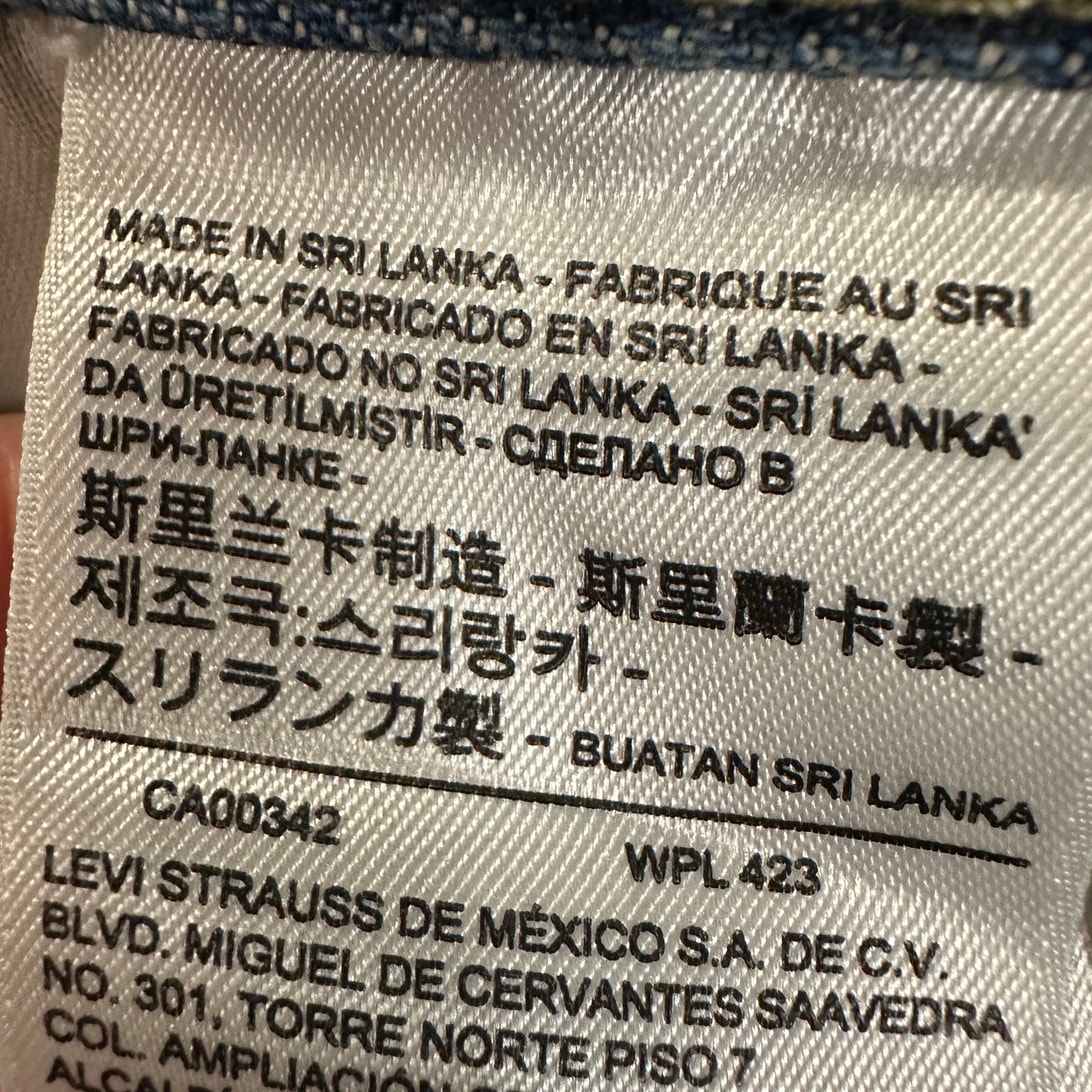 MADE IN SRI LANKA - FABRIQUE AU SRI
LANKA - FABRICADO EN SRI LANKA -
FABRICADO NO SRI LANKA - SRİ LANKA'
DA ÜRETİLMİŞTİR - СДЕЛАНО В
ШРИ-ЛАНКЕ -
斯里兰卡制造 - 斯里蘭卡製 -
제조국:스리랑카 -
スリランカ製 - BUATAN SRI LANKA
CA00342 WPL 423
LEVI STRAUSS DE MÉXICO S.A. DE C.V.
BLVD. MIGUEL DE CERVANTES SAAVEDRA
NO. 301, TORRE NORTE PISO 7
COL. AMPLIACIÓN